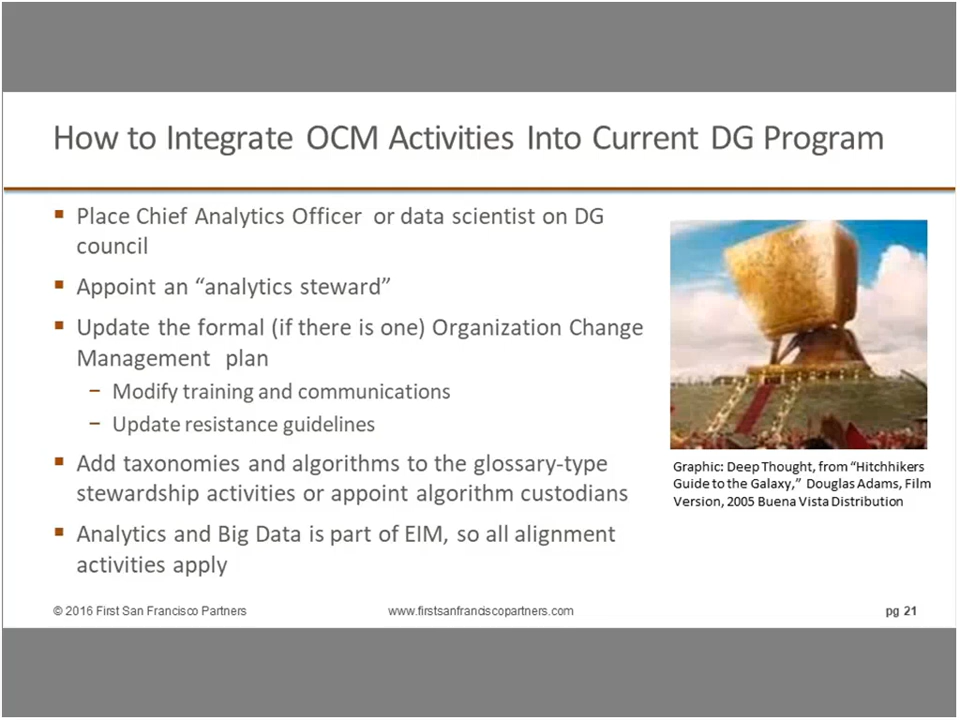 How to Integrate OCM Activities Into Current DG Program
▪ Place Chief Analytics Officer or data scientist on DG
council
▪ Appoint an “analytics steward”
▪ Update the formal (if there is one) Organization Change
Management plan
− Modify training and communications
− Update resistance guidelines
▪ Add taxonomies and algorithms to the glossary-type
stewardship activities or appoint algorithm custodians
▪ Analytics and Big Data is part of EIM, so all alignment
activities apply
Graphic: Deep Thought, from “Hitchhikers
Guide to the Galaxy,” Douglas Adams, Film
Version, 2005 Buena Vista Distribution
© 2016 First San Francisco Partners
www.firstsanfranciscopartners.com
pg 21